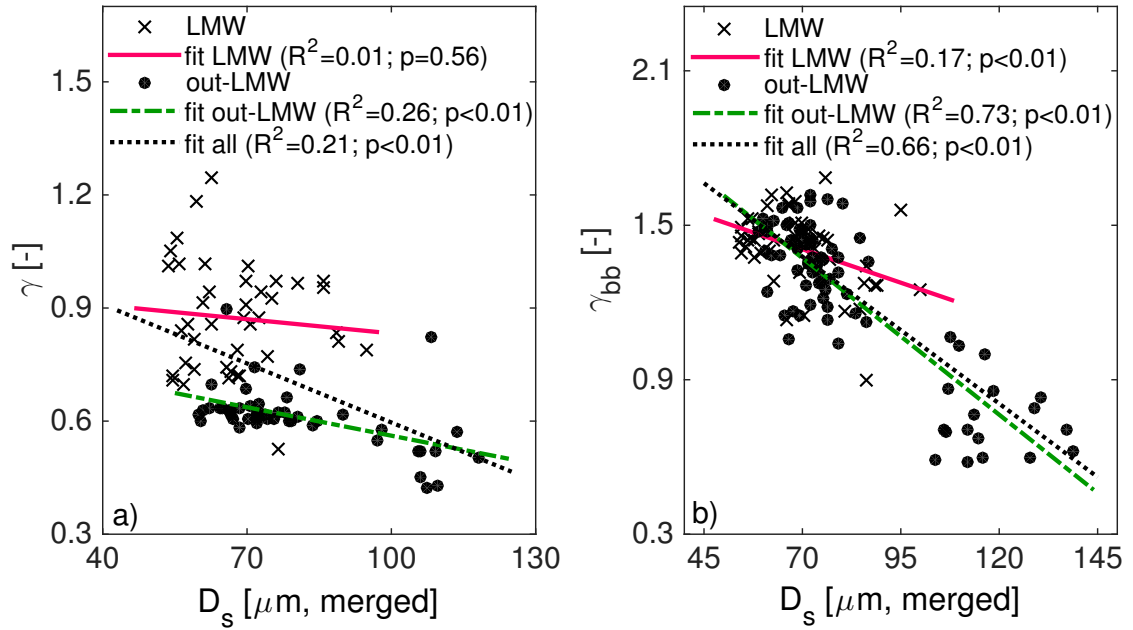 LMW
fit LMW (R²=0.01; p=0.56)
out-LMW
fit out-LMW (R²=0.26; p<0.01)
fit all (R²=0.21; p<0.01)
1.5
1.2
0.9
0.6
0.3
γ [-]
a)
40 70 100 130
D_s [μm, merged]
LMW
fit LMW (R²=0.17; p<0.01)
out-LMW
fit out-LMW (R²=0.73; p<0.01)
fit all (R²=0.66; p<0.01)
2.1
1.5
0.9
0.3
γ_bb [-]
b)
45 70 95 120 145
D_s [μm, merged]